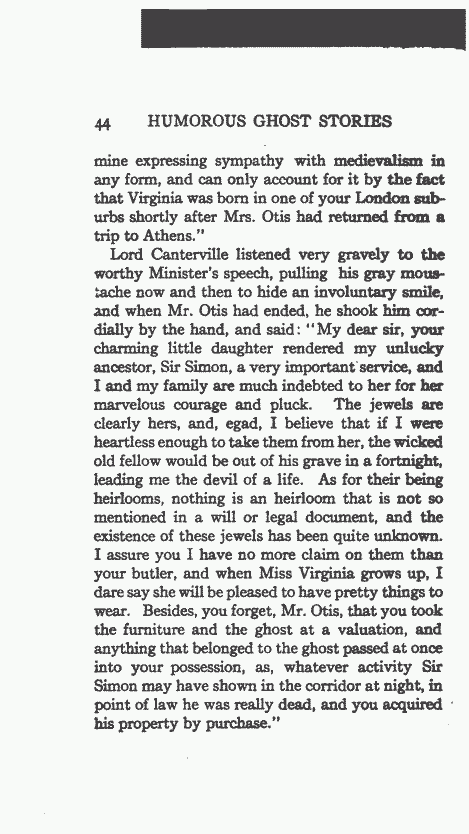 44 HUMOROUS GHOST STORIES
mine expressing sympathy with medievalism in
any form, and can only account for it by the fact
that Virginia was born in one of your London sub-
urbs shortly after Mrs. Otis had returned from a
trip to Athens."
Lord Canterville listened very gravely to the
worthy Minister's speech, pulling his gray mous-
tache now and then to hide an involuntary smile,
and when Mr. Otis had ended, he shook him cor-
dially by the hand, and said: "My dear sir, your
charming little daughter rendered my unlucky
ancestor, Sir Simon, a very important service, and
I and my family are much indebted to her for her
marvelous courage and pluck. The jewels are
clearly hers, and, egad, I believe that if I were
heartless enough to take them from her, the wicked
old fellow would be out of his grave in a fortnight,
leading me the devil of a life. As for their being
heirlooms, nothing is an heirloom that is not so
mentioned in a will or legal document, and the
existence of these jewels has been quite unknown.
I assure you I have no more claim on them than
your butler, and when Miss Virginia grows up, I
dare say she will be pleased to have pretty things to
wear. Besides, you forget, Mr. Otis, that you took
the furniture and the ghost at a valuation, and
anything that belonged to the ghost passed at once
into your possession, as, whatever activity Sir
Simon may have shown in the corridor at night, in
point of law he was really dead, and you acquired
his property by purchase."